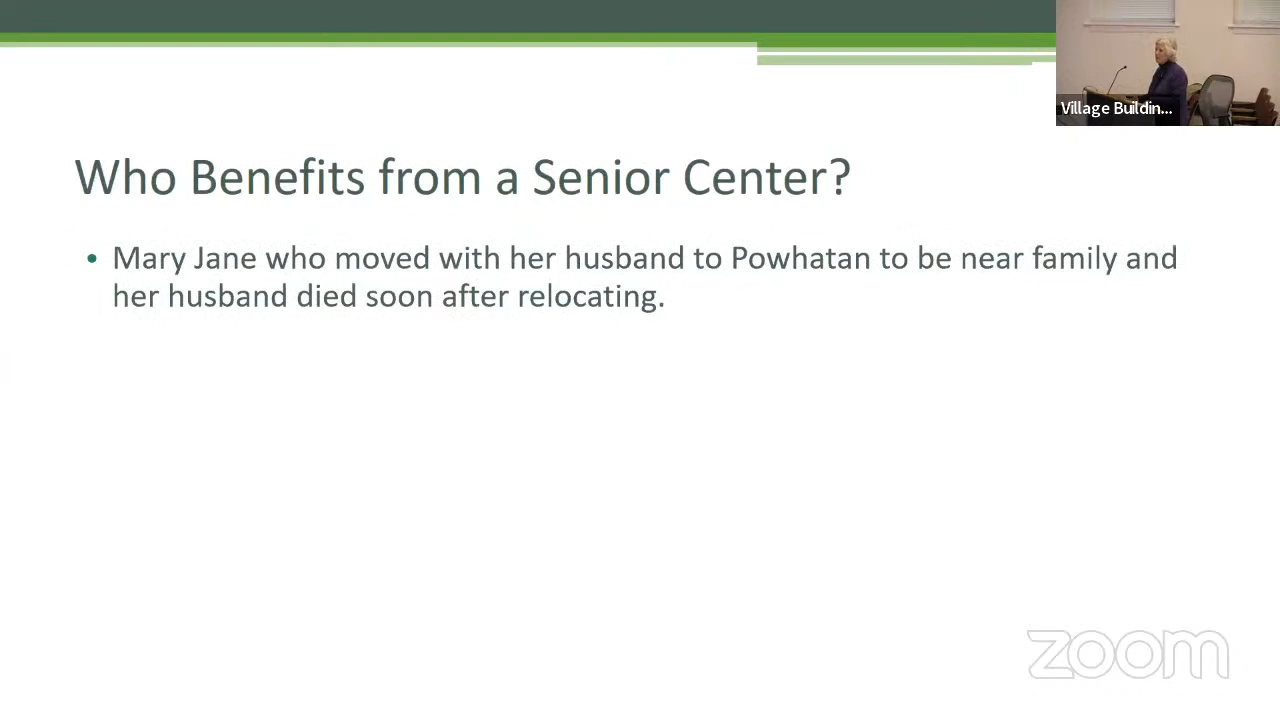 Village Buildin...
Who Benefits from a Senior Center?
• Mary Jane who moved with her husband to Powhatan to be near family and
her husband died soon after relocating.
zoom